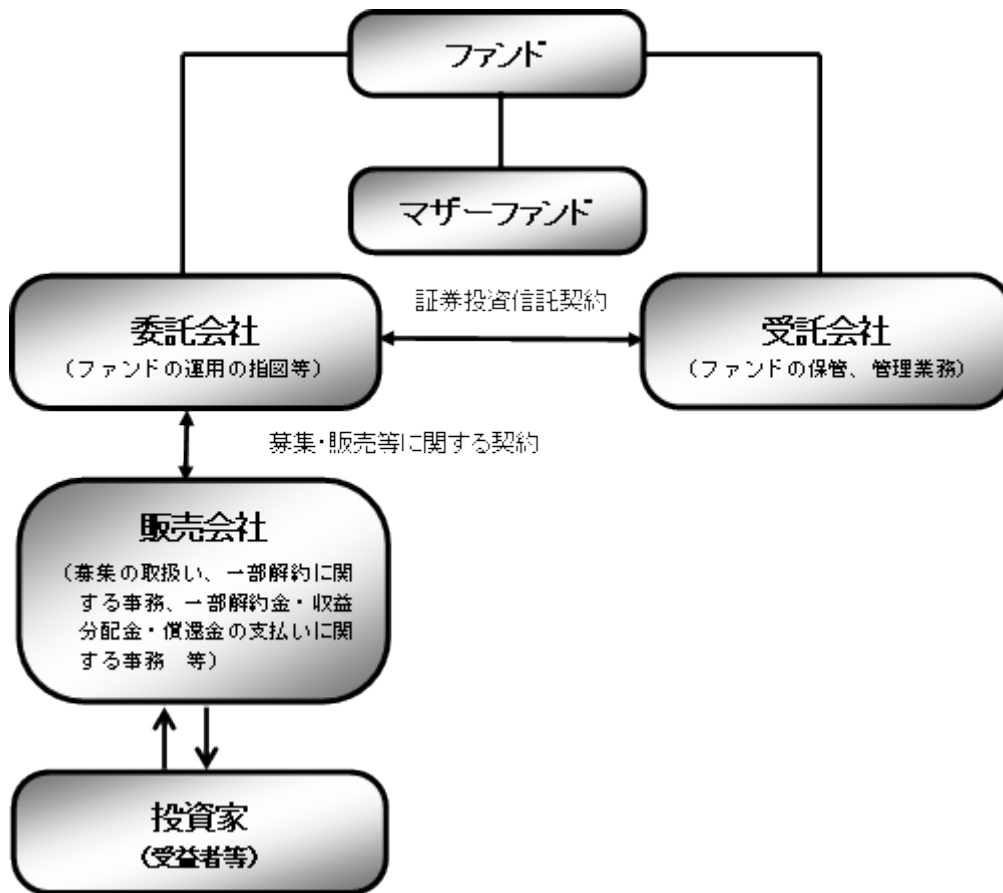 ファンド
マザーファンド
証券投資信託契約
委託会社
（ファンドの運用の指図等）
受託会社
（ファンドの保管、管理業務）
募集・販売等に関する契約
販売会社
（募集の取扱い、一部解約に関
する事務、一部解約金・収益
分配金・償還金の支払いに関
する事務　等）
投資家
（受益者等）